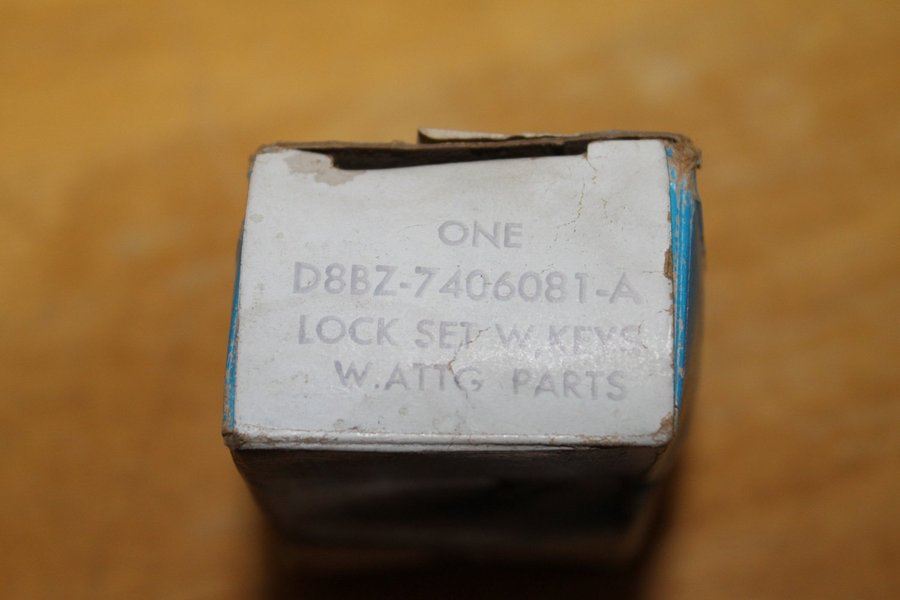 ONE
D8BZ-7406081-A
LOCK SET W.KEYS
W.ATTG PARTS